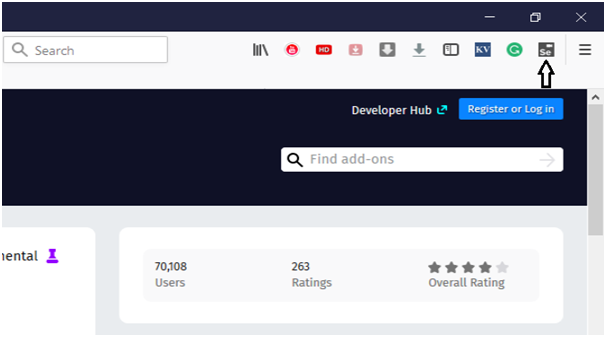 Search
HD
KV
Se
Developer Hub
Register or Log in
Find add-ons
nental
70,108
263
Users
Ratings
Overall Rating